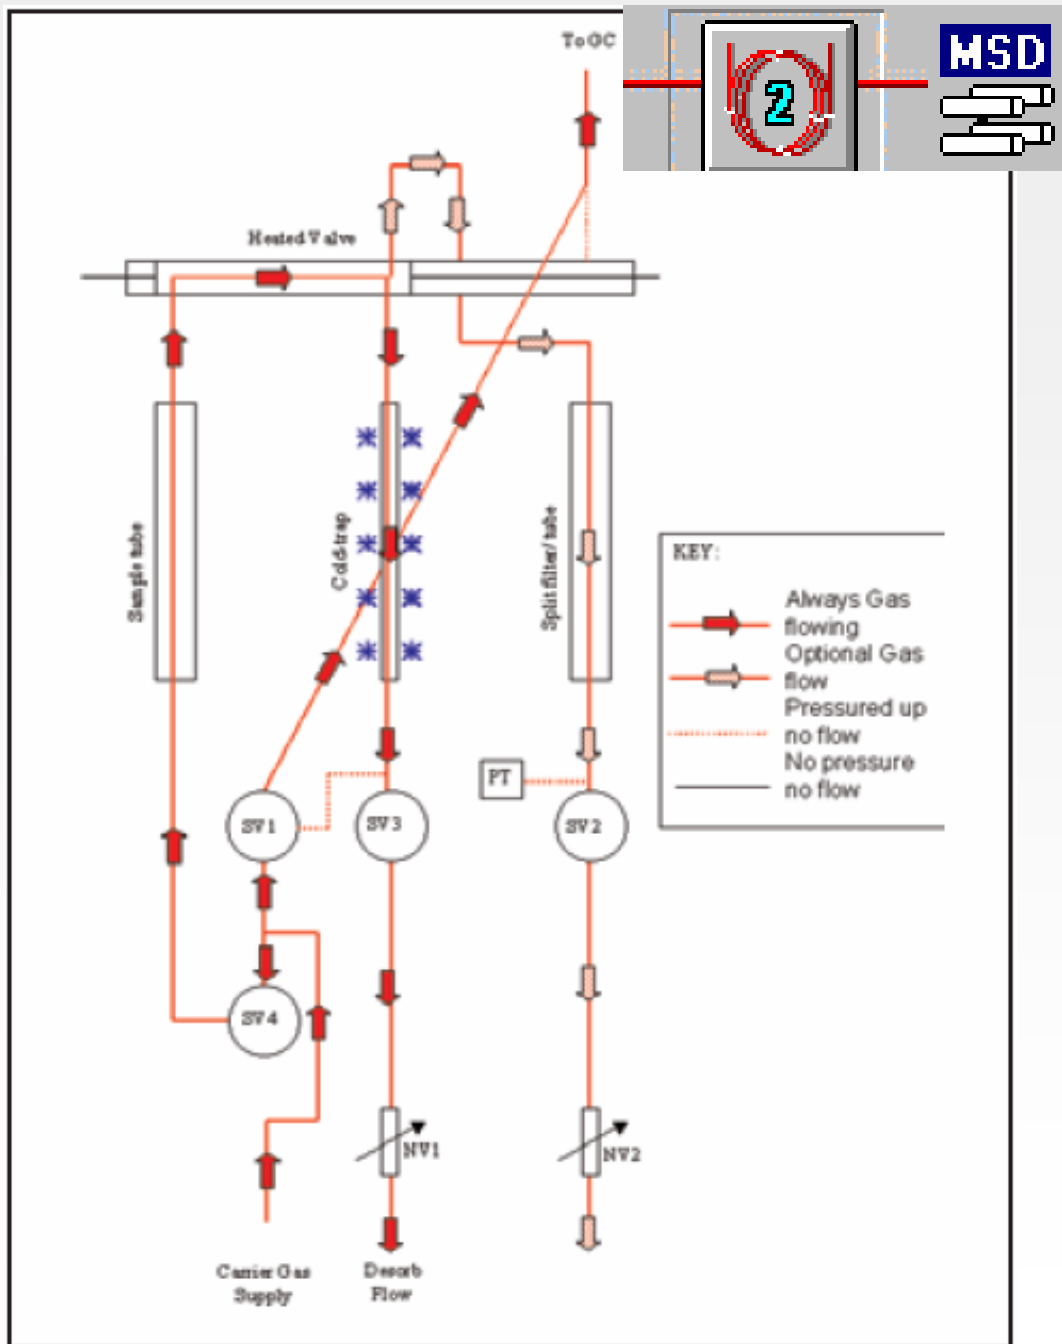 To GC
MSD
2
Heated Valve
Sample tube
Cold-trap
Split filter/ tube
KEY:
Always Gas
flowing
Optional Gas
flow
Pressured up
no flow
No pressure
no flow
PT
SV1
SV3
SV2
SV4
NV1
NV2
Carrier Gas
Supply
Desorb
Flow